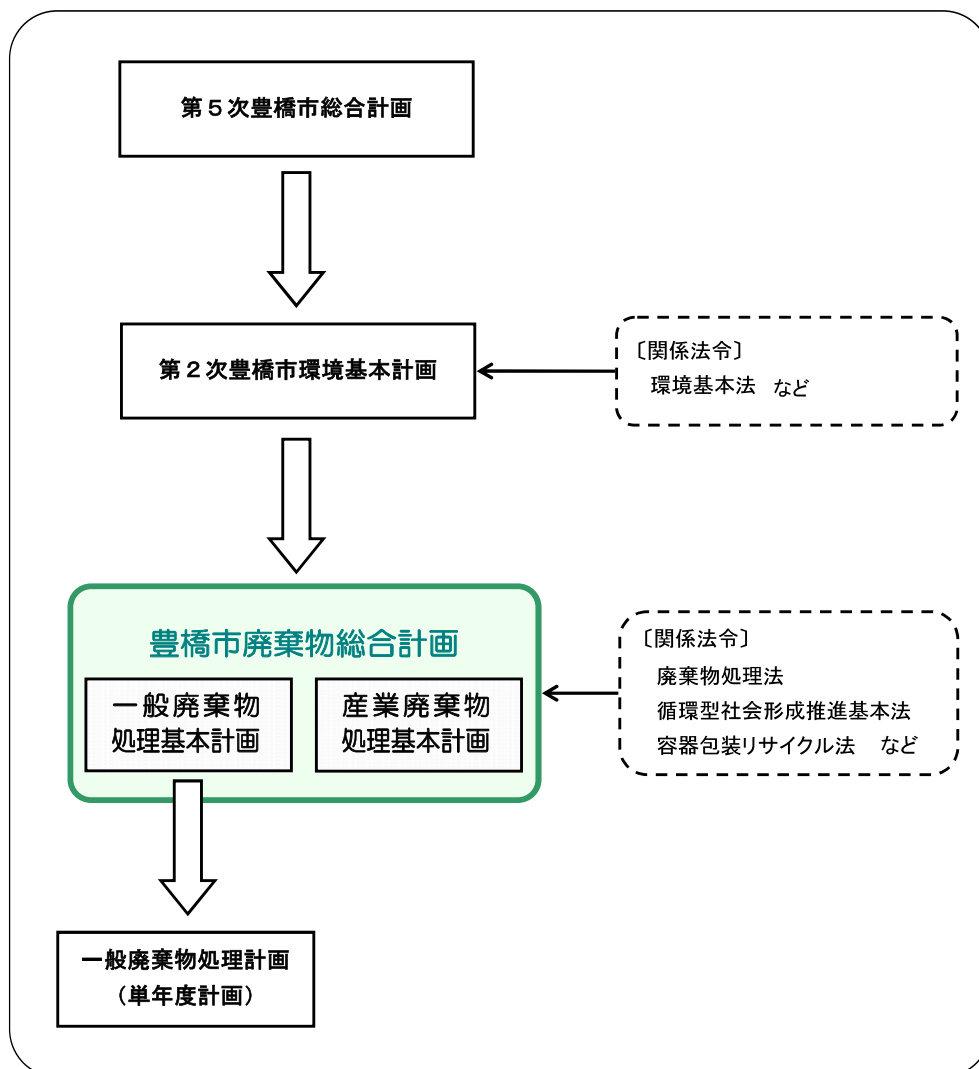 第５次豊橋市総合計画
第２次豊橋市環境基本計画
〔関係法令〕
環境基本法 など
豊橋市廃棄物総合計画
一般廃棄物
処理基本計画
産業廃棄物
処理基本計画
〔関係法令〕
廃棄物処理法
循環型社会形成推進基本法
容器包装リサイクル法 など
一般廃棄物処理計画
（単年度計画）